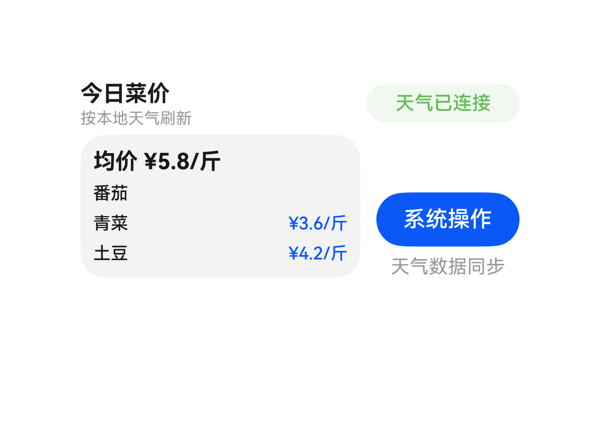 今日菜价
按本地天气刷新
天气已连接
均价 ¥5.8/斤
番茄
青菜 ¥3.6/斤
土豆 ¥4.2/斤
系统操作
天气数据同步